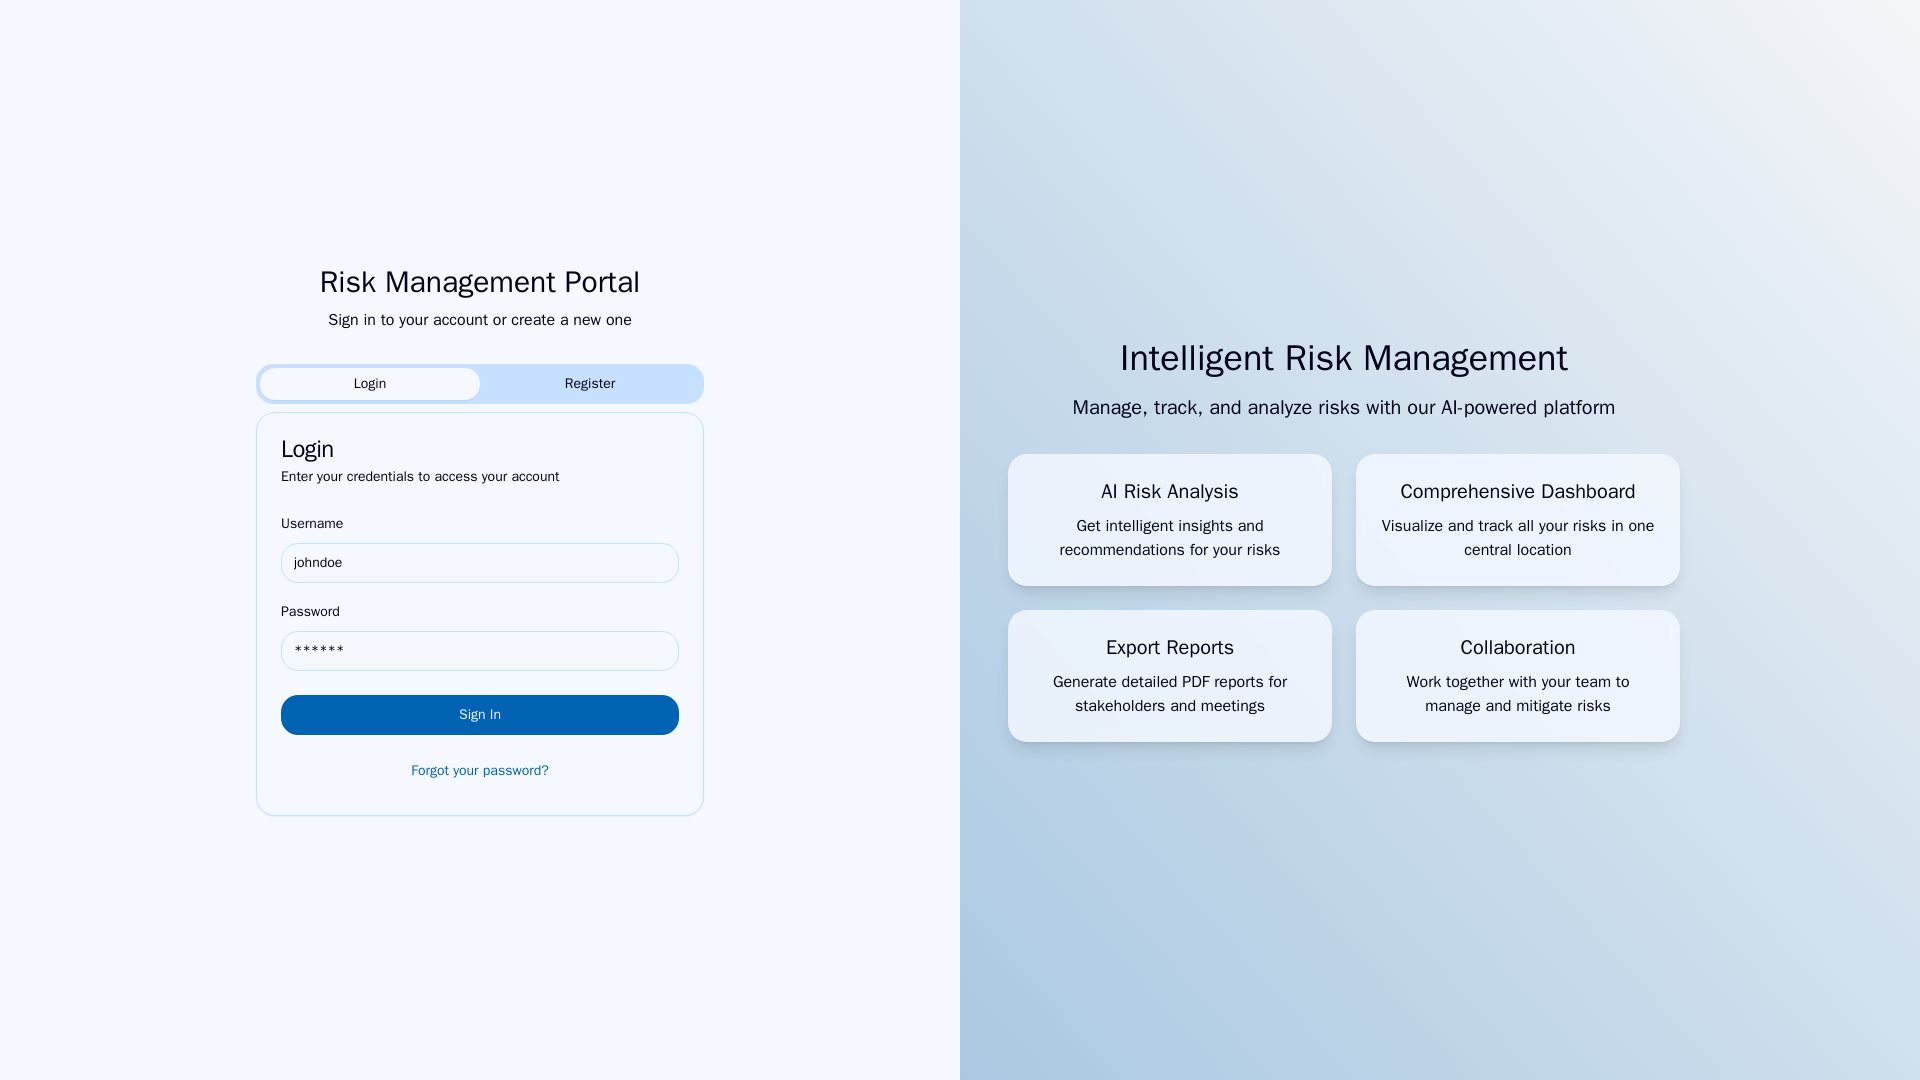 Risk Management Portal
Sign in to your account or create a new one
Login
Register
Login
Enter your credentials to access your account
Username
johndoe
Password
******
Sign In
Forgot your password?
Intelligent Risk Management
Manage, track, and analyze risks with our AI-powered platform
AI Risk Analysis
Get intelligent insights and
recommendations for your risks
Comprehensive Dashboard
Visualize and track all your risks in one
central location
Export Reports
Generate detailed PDF reports for
stakeholders and meetings
Collaboration
Work together with your team to
manage and mitigate risks